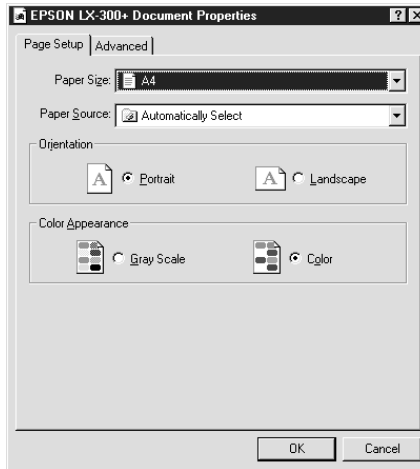 EPSON LX-300+ Document Properties
Page Setup Advanced
Paper Size: A4
Paper Source: Automatically Select
Orientation
A Portrait A Landscape
Color Appearance
Gray Scale Color
OK Cancel